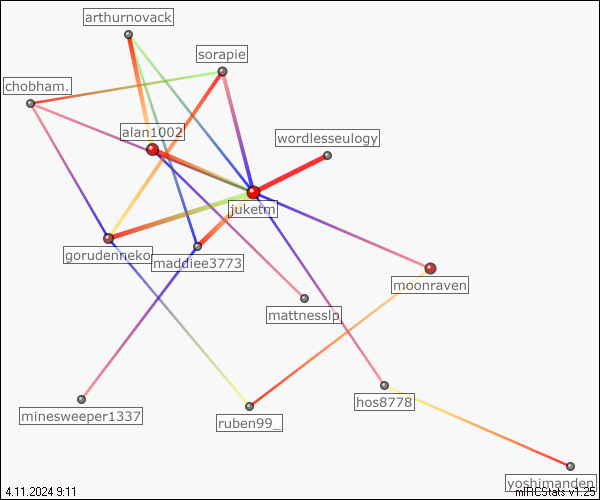 arthurnovack
sorapie
chobham.
alan1002
wordlesseulogy
juketm
gorudenneko
maddiee3773
moonraven
mattnesslp
hos8778
minesweeper1337
ruben99_
yoshimanden
4.11.2024 9:11
mIRCStats v1.25